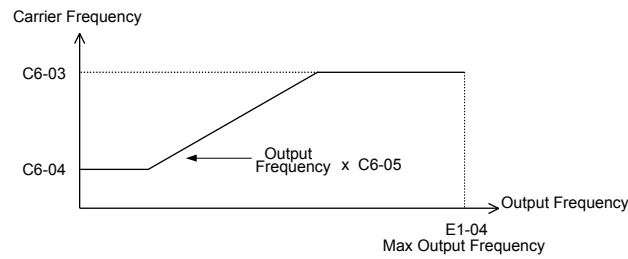 Carrier Frequency
C6-03
C6-04
Output
Frequency x C6-05
Output Frequency
E1-04
Max Output Frequency